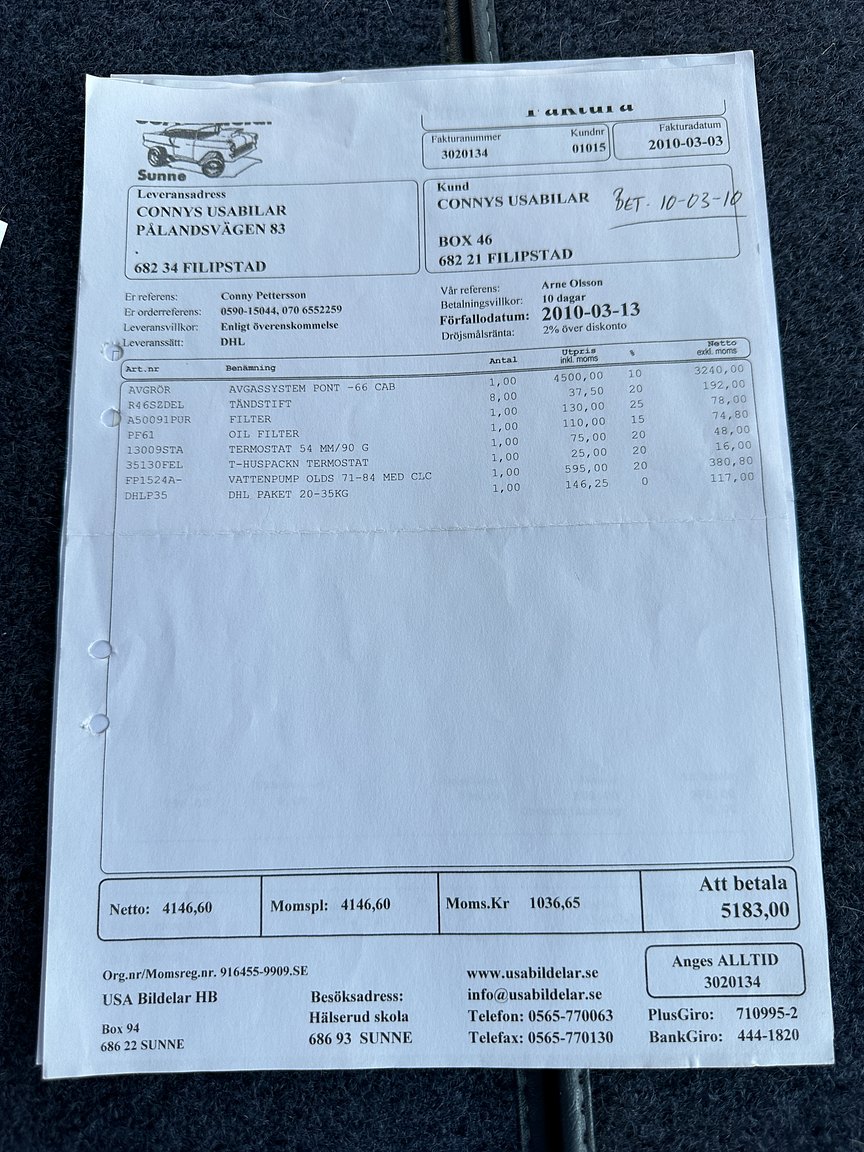 Faktura
Fakturanummer Kundnr Fakturadatum
3020134 01015 2010-03-03
Sunne
Leveransadress
CONNYS USABILAR
PÅLANDSVÄGEN 83
.
682 34 FILIPSTAD
Kund
CONNYS USABILAR
BET. 10-03-10
BOX 46
682 21 FILIPSTAD
Er referens: Conny Pettersson
Er orderreferens: 0590-15044, 070 6552259
Leveransvillkor: Enligt överenskommelse
Leveranssätt: DHL
Vår referens: Arne Olsson
Betalningsvillkor: 10 dagar
Förfallodatum: 2010-03-13
Dröjsmålsränta: 2% över diskonto
Art.nr Benämning Antal Utpris inkl. moms % Netto exkl. moms
AVGRÖR AVGASSYSTEM PONT -66 CAB 1,00 4500,00 10 3240,00
R46SZDEL TÄNDSTIFT 8,00 37,50 20 192,00
A50091PUR FILTER 1,00 130,00 25 78,00
PF61 OIL FILTER 1,00 110,00 15 74,80
13009STA TERMOSTAT 54 MM/90 G 1,00 75,00 20 48,00
35130FEL T-HUSPACKN TERMOSTAT 1,00 25,00 20 16,00
FP1524A- VATTENPUMP OLDS 71-84 MED CLC 1,00 595,00 20 380,80
DHLP35 DHL PAKET 20-35KG 1,00 146,25 0 117,00
Netto: 4146,60 Momspl: 4146,60 Moms.Kr 1036,65 Att betala
5183,00
Org.nr/Momsreg.nr. 916455-9909.SE
USA Bildelar HB
Box 94
686 22 SUNNE
Besöksadress:
Hälserud skola
686 93 SUNNE
www.usabildelar.se
info@usabildelar.se
Telefon: 0565-770063
Telefax: 0565-770130
Anges ALLTID
3020134
PlusGiro: 710995-2
BankGiro: 444-1820